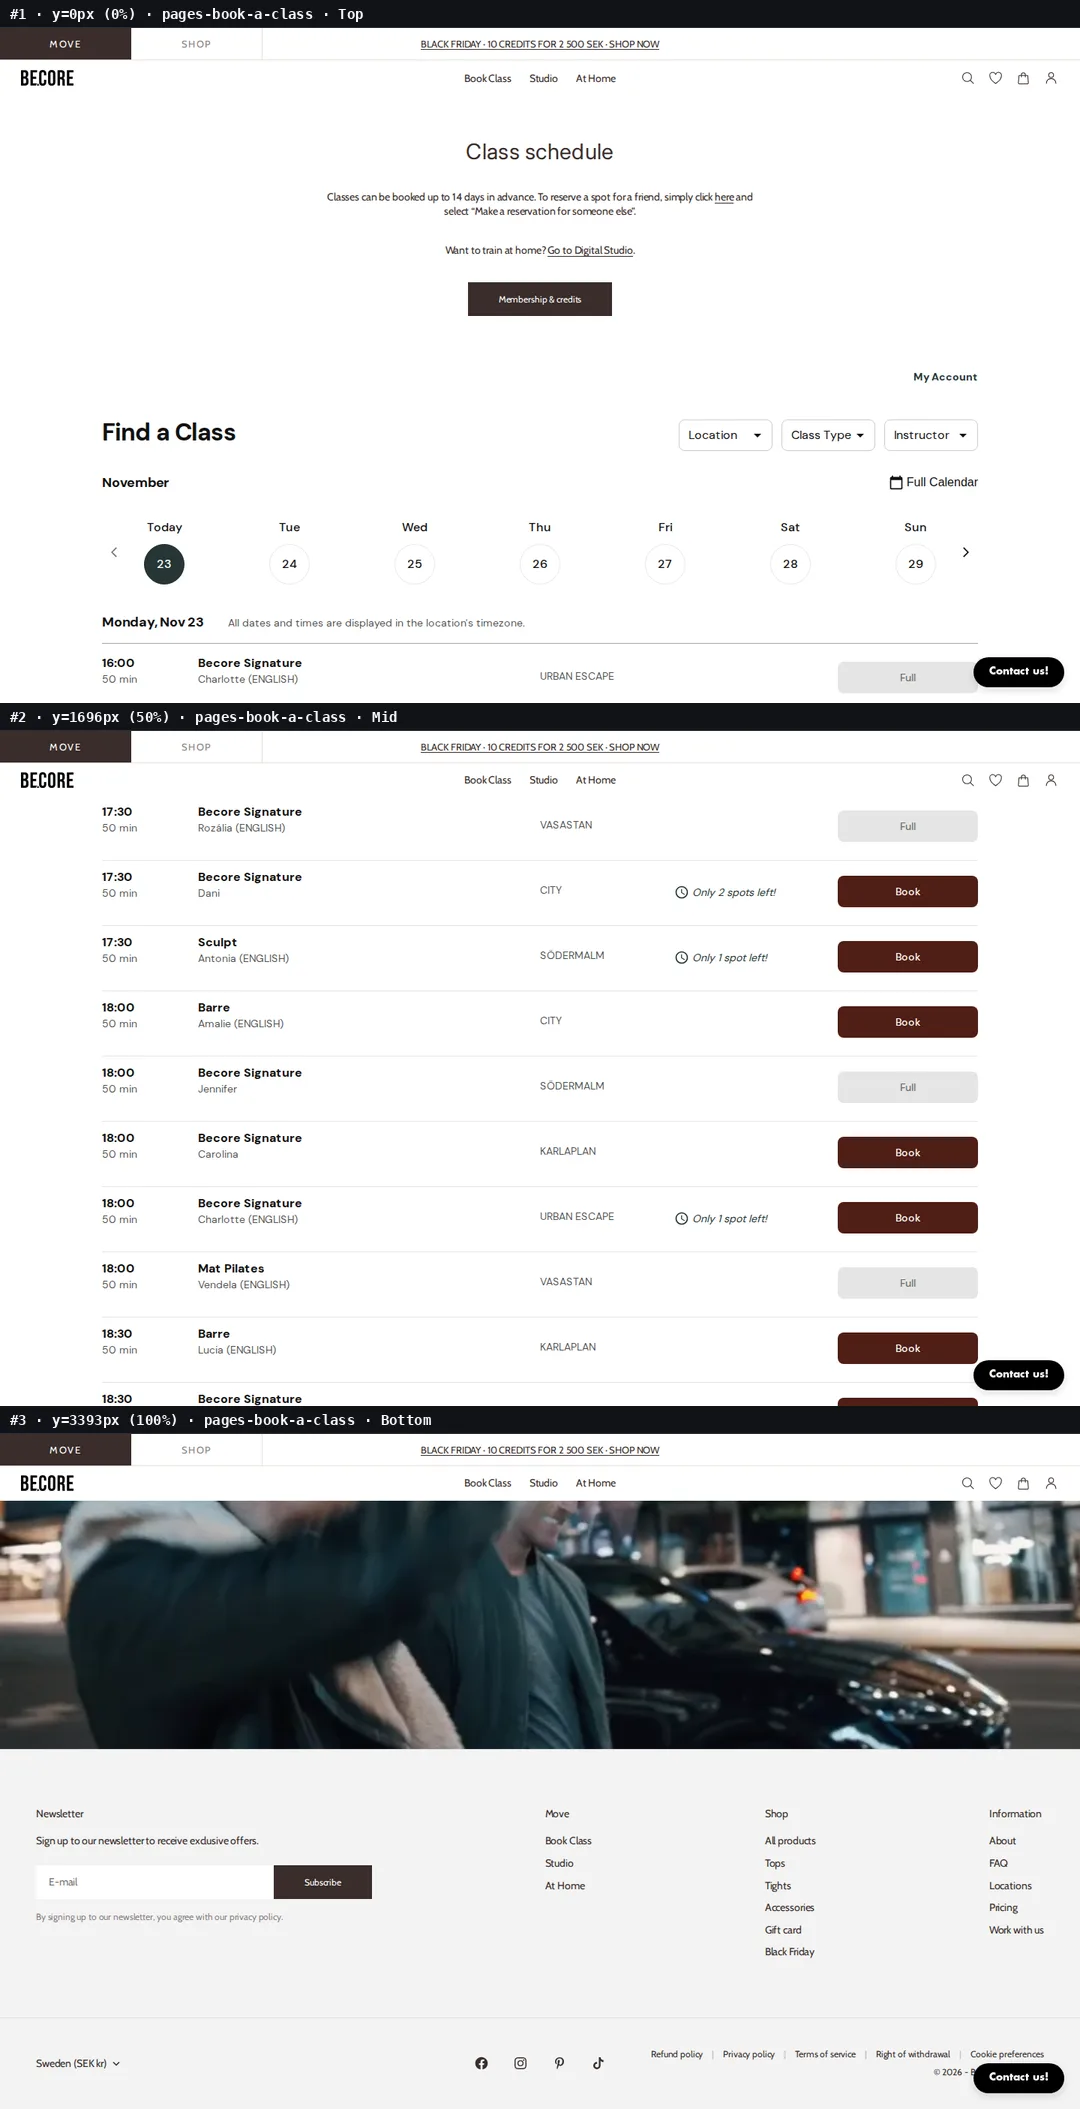 #1 · y=0px (0%) · pages-book-a-class · Top
MOVE
SHOP
BLACK FRIDAY - 10 CREDITS FOR 2 500 SEK - SHOP NOW
BE.CORE
Book Class
Studio
At Home
Class schedule
Classes can be booked up to 14 days in advance. To reserve a spot for a friend, simply click here and
select "Make a reservation for someone else".
Want to train at home? Go to Digital Studio.
Membership & credits
My Account
Find a Class
Location
Class Type
Instructor
November
Full Calendar
Today
Tue
Wed
Thu
Fri
Sat
Sun
23
24
25
26
27
28
29
Monday, Nov 23
All dates and times are displayed in the location's timezone.
16:00
50 min
Becore Signature
Charlotte (ENGLISH)
URBAN ESCAPE
Full
Contact us!
#2 · y=1696px (50%) · pages-book-a-class · Mid
MOVE
SHOP
BLACK FRIDAY - 10 CREDITS FOR 2 500 SEK - SHOP NOW
BE.CORE
Book Class
Studio
At Home
17:30
50 min
Becore Signature
Rozália (ENGLISH)
VASASTAN
Full
17:30
50 min
Becore Signature
Dani
CITY
Only 2 spots left!
Book
17:30
50 min
Sculpt
Antonia (ENGLISH)
SÖDERMALM
Only 1 spot left!
Book
18:00
50 min
Barre
Amalie (ENGLISH)
CITY
Book
18:00
50 min
Becore Signature
Jennifer
SÖDERMALM
Full
18:00
50 min
Becore Signature
Carolina
KARLAPLAN
Book
18:00
50 min
Becore Signature
Charlotte (ENGLISH)
URBAN ESCAPE
Only 1 spot left!
Book
18:00
50 min
Mat Pilates
Vendela (ENGLISH)
VASASTAN
Full
18:30
50 min
Barre
Lucia (ENGLISH)
KARLAPLAN
Book
18:30
Becore Signature
Contact us!
#3 · y=3393px (100%) · pages-book-a-class · Bottom
MOVE
SHOP
BLACK FRIDAY - 10 CREDITS FOR 2 500 SEK - SHOP NOW
BE.CORE
Book Class
Studio
At Home
Newsletter
Sign up to our newsletter to receive exclusive offers.
E-mail
Subscribe
By signing up to our newsletter, you agree with our privacy policy.
Move
Book Class
Studio
At Home
Shop
All products
Tops
Tights
Accessories
Gift card
Black Friday
Information
About
FAQ
Locations
Pricing
Work with us
Sweden (SEK kr)
Refund policy | Privacy policy | Terms of service | Right of withdrawal | Cookie preferences
© 2026 -
Contact us!